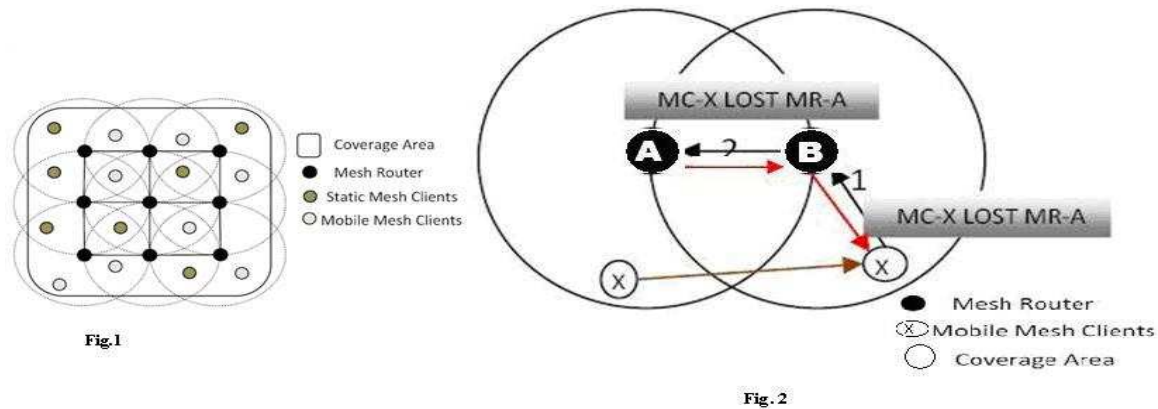 Coverage Area
Mesh Router
Static Mesh Clients
Mobile Mesh Clients
Fig.1
MC-X LOST MR-A
A
2
B
1
MC-X LOST MR-A
X
X
Mesh Router
X Mobile Mesh Clients
Coverage Area
Fig. 2